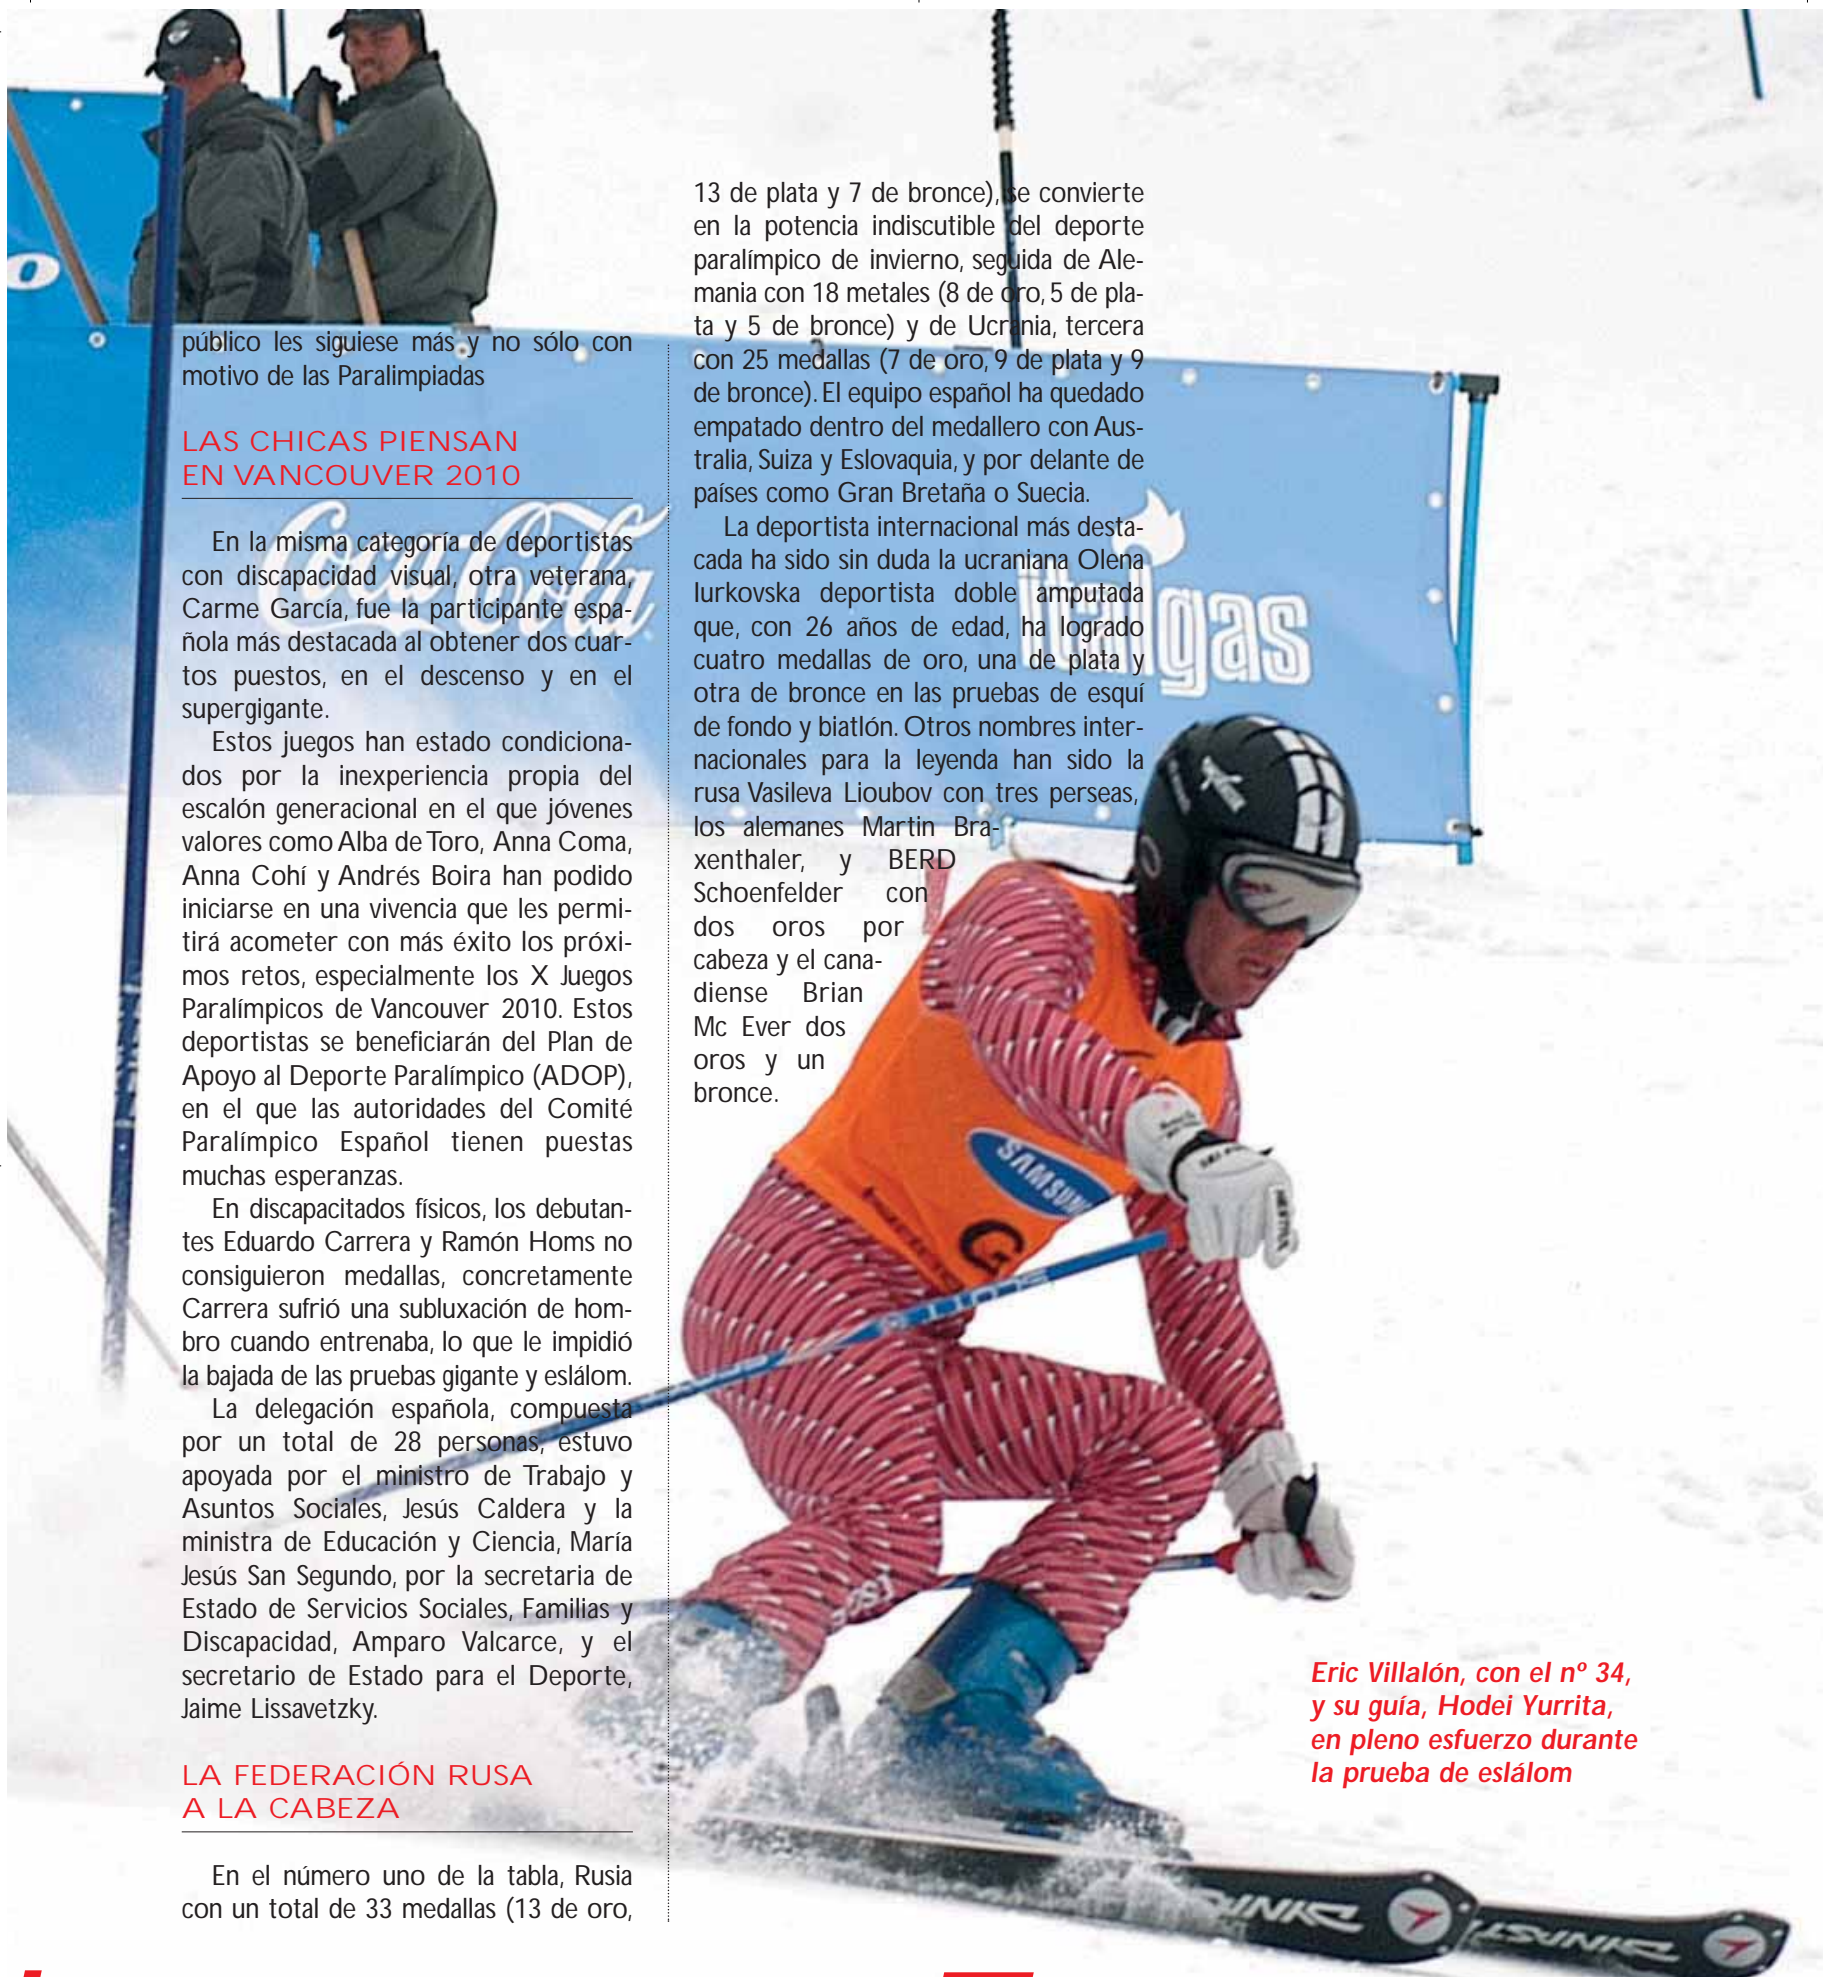 público les siguiese más y no sólo con
motivo de las Paralimpiadas
LAS CHICAS PIENSAN
EN VANCOUVER 2010
En la misma categoría de deportistas
con discapacidad visual, otra veterana,
Carme García, fue la participante espa-
ñola más destacada al obtener dos cuar-
tos puestos, en el descenso y en el
supergigante.
Estos juegos han estado condiciona-
dos por la inexperiencia propia del
escalón generacional en el que jóvenes
valores como Alba de Toro, Anna Coma,
Anna Cohí y Andrés Boira han podido
iniciarse en una vivencia que les permi-
tirá acometer con más éxito los próxi-
mos retos, especialmente los X Juegos
Paralímpicos de Vancouver 2010. Estos
deportistas se beneficiarán del Plan de
Apoyo al Deporte Paralímpico (ADOP),
en el que las autoridades del Comité
Paralímpico Español tienen puestas
muchas esperanzas.
En discapacitados físicos, los debutan-
tes Eduardo Carrera y Ramón Homs no
consiguieron medallas, concretamente
Carrera sufrió una subluxación de hom-
bro cuando entrenaba, lo que le impidió
la bajada de las pruebas gigante y eslálom.
La delegación española, compuesta
por un total de 28 personas, estuvo
apoyada por el ministro de Trabajo y
Asuntos Sociales, Jesús Caldera y la
ministra de Educación y Ciencia, María
Jesús San Segundo, por la secretaria de
Estado de Servicios Sociales, Familias y
Discapacidad, Amparo Valcarce, y el
secretario de Estado para el Deporte,
Jaime Lissavetzky.
LA FEDERACIÓN RUSA
A LA CABEZA
En el número uno de la tabla, Rusia
con un total de 33 medallas (13 de oro,
13 de plata y 7 de bronce), se convierte
en la potencia indiscutible del deporte
paralímpico de invierno, seguida de Ale-
mania con 18 metales (8 de oro, 5 de pla-
ta y 5 de bronce) y de Ucrania, tercera
con 25 medallas (7 de oro, 9 de plata y 9
de bronce). El equipo español ha quedado
empatado dentro del medallero con Aus-
tralia, Suiza y Eslovaquia, y por delante de
países como Gran Bretaña o Suecia.
La deportista internacional más desta-
cada ha sido sin duda la ucraniana Olena
Iurkovska deportista doble amputada
que, con 26 años de edad, ha logrado
cuatro medallas de oro, una de plata y
otra de bronce en las pruebas de esquí
de fondo y biatlón. Otros nombres inter-
nacionales para la leyenda han sido la
rusa Vasileva Lioubov con tres perseas,
los alemanes Martin Bra-
xenthaler, y BERD
Schoenfelder con
dos oros por
cabeza y el cana-
diense Brian
Mc Ever dos
oros y un
bronce.
Coca-Cola
italgas
SAMSUNG
G
Eric Villalón, con el nº 34,
y su guía, Hodei Yurrita,
en pleno esfuerzo durante
la prueba de eslálom